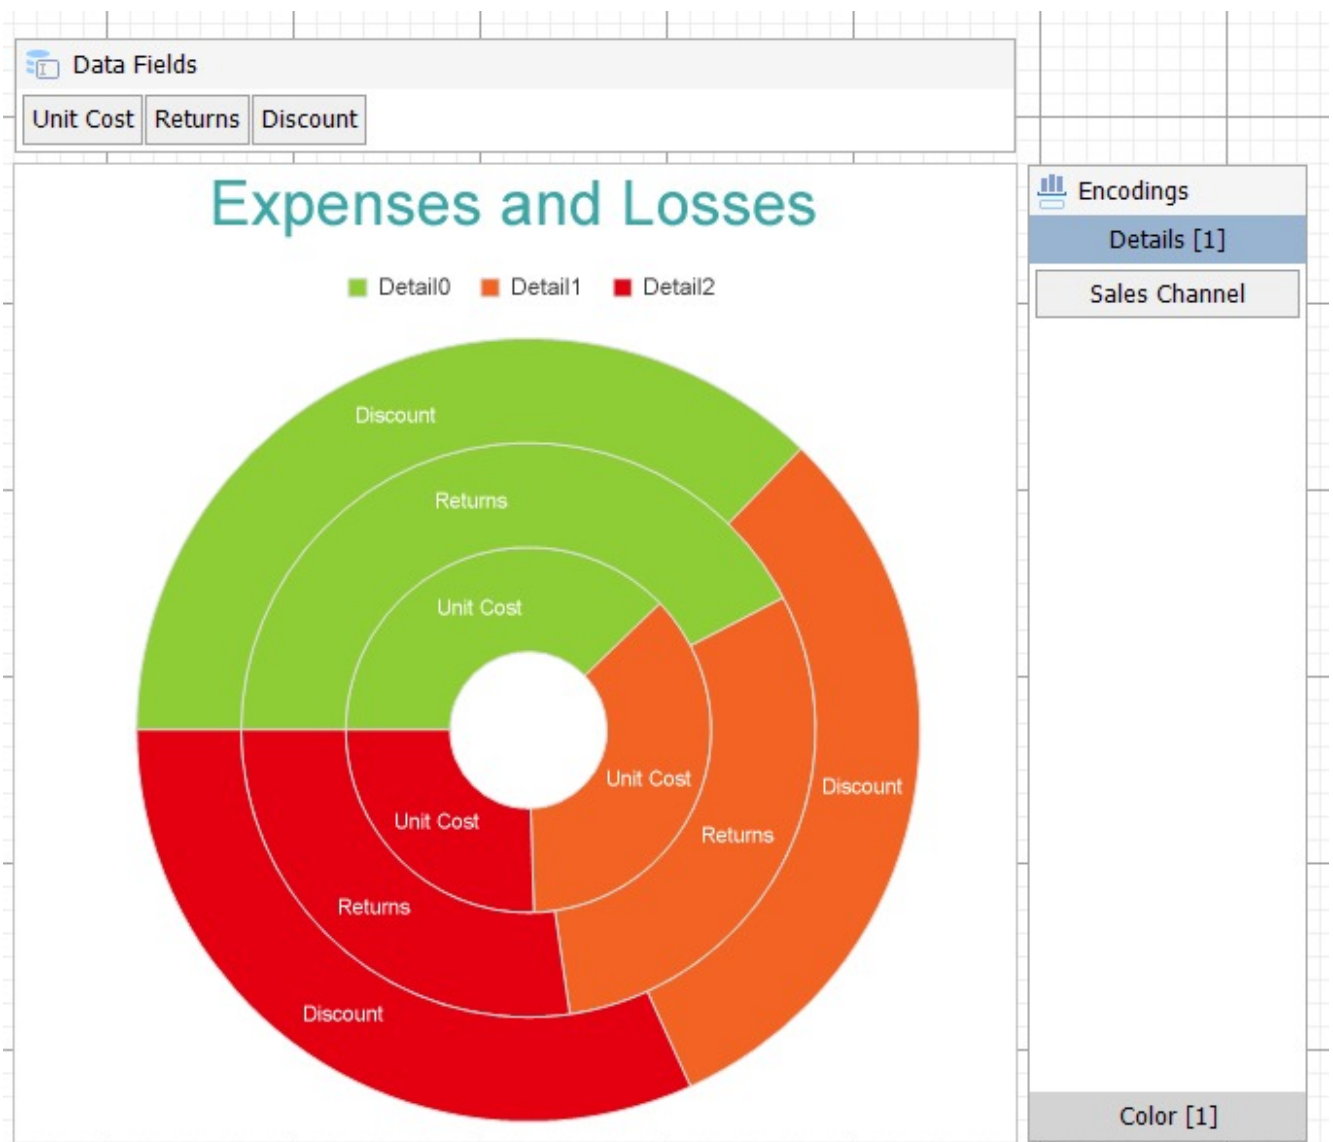 Data Fields
Unit Cost Returns Discount
Expenses and Losses
Encodings
Details [1]
Sales Channel
Detail0 Detail1 Detail2
Discount
Returns
Unit Cost
Unit Cost
Discount
Unit Cost
Returns
Returns
Discount
Color [1]